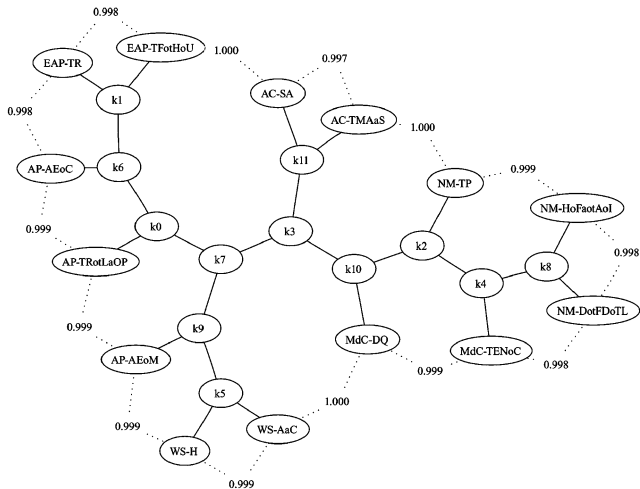 0.998
EAP-TFotHoU
1.000
EAP-TR
0.997
AC-SA
k1
0.998
AC-TMAaS
1.000
k11
AP-AEoC
k6
0.999
NM-TP
NM-HoFaotAoI
k0
0.999
k3
k2
0.998
AP-TRotLaOP
k7
k10
k8
k4
NM-DotFDoTL
0.999
k9
MdC-DQ
MdC-TENoC
AP-AEoM
0.999
0.998
k5
1.000
0.999
WS-AaC
WS-H
0.999